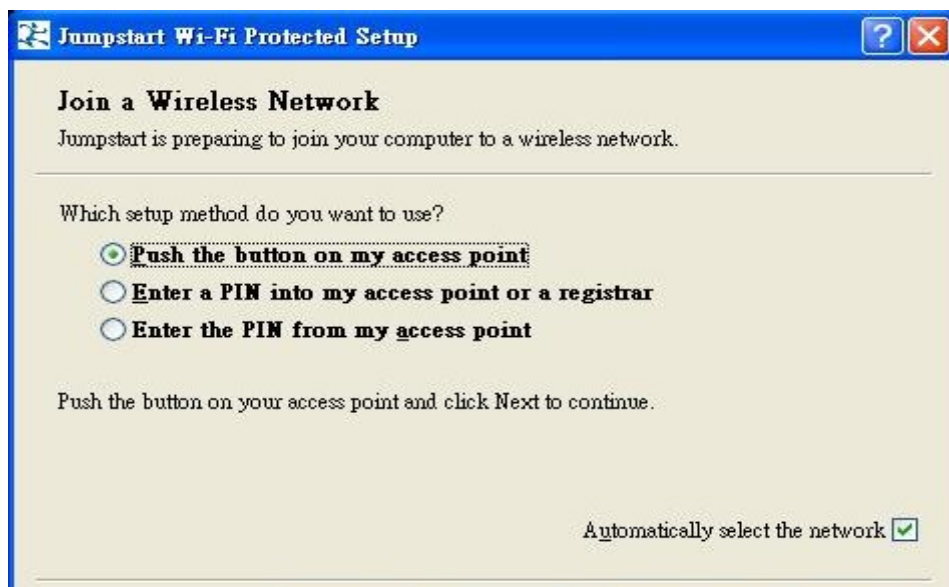 Jumpstart Wi-Fi Protected Setup
Join a Wireless Network
Jumpstart is preparing to join your computer to a wireless network.
Which setup method do you want to use?
Push the button on my access point
Enter a PIN into my access point or a registrar
Enter the PIN from my access point
Push the button on your access point and click Next to continue.
Automatically select the network